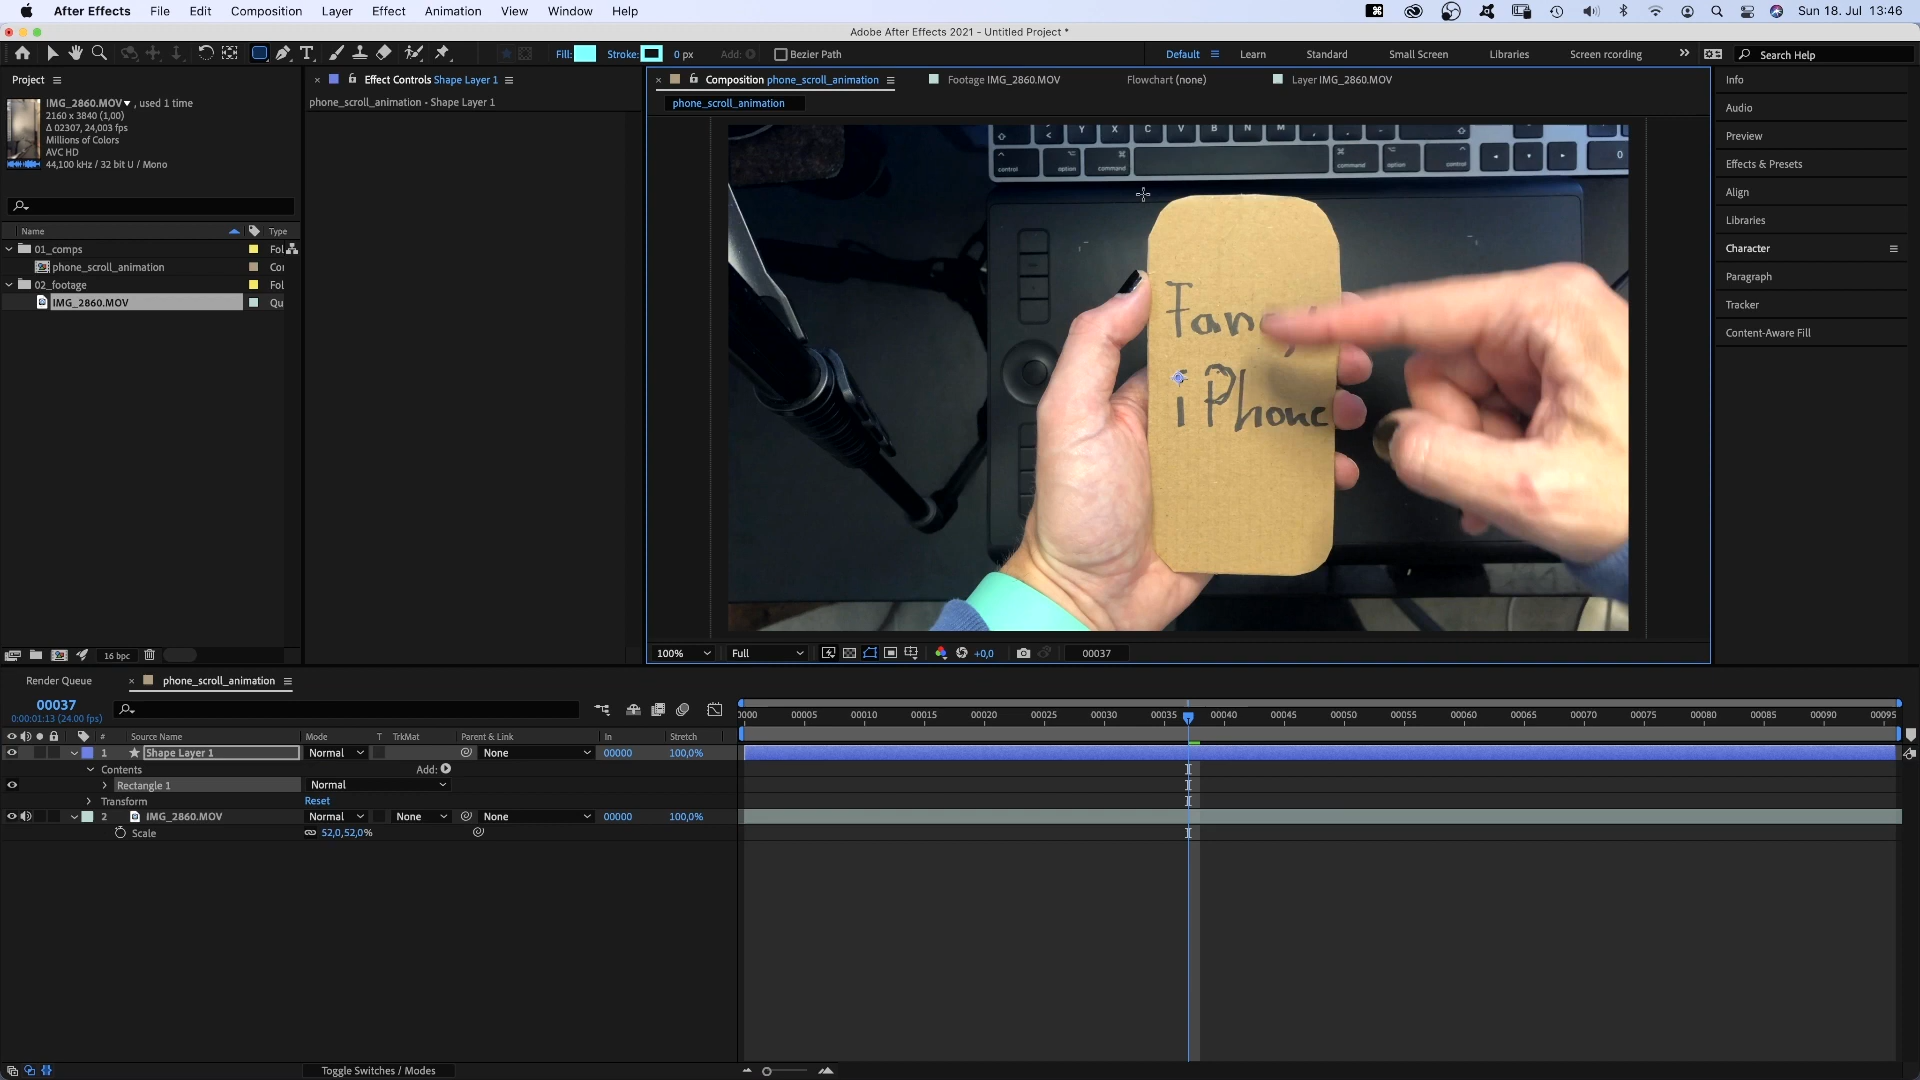 After Effects File Edit Composition Layer Effect Animation View Window Help Sun 18. Jul 13:46
Adobe After Effects 2021 - Untitled Project *
Fill: Stroke: 0 px Add: Bezier Path Default Learn Standard Small Screen Libraries Screen rcording Search Help
Project Effect Controls Shape Layer 1 Composition phone_scroll_animation Footage IMG_2860.MOV Flowchart (none) Layer IMG_2860.MOV Info
IMG_2860.MOV , used 1 time phone_scroll_animation • Shape Layer 1 phone_scroll_animation
2160 x 3840 (1,00)
Δ 02307, 24,003 fps
Millions of Colors
AVC HD
44,100 kHz / 32 bit U / Mono
Audio
Preview
Effects & Presets
Align
Libraries
Character
Paragraph
Tracker
Content-Aware Fill
Name Type
01_comps Fol
phone_scroll_animation Cor
02_footage Fol
IMG_2860.MOV Qu
Y X C V B N M
control option command command option control 0
Fan
iPhone
16 bpc 100% Full +0,0 00037
Render Queue phone_scroll_animation
00037
0:00:01:13 (24.00 fps)
0000 00005 00010 00015 00020 00025 00030 00035 00040 00045 00050 00055 00060 00065 00070 00075 00080 00085 00090 00095
# Source Name Mode T TrkMat Parent & Link In Stretch
1 Shape Layer 1 Normal None 00000 100,0%
Contents Add:
Rectangle 1 Normal
Transform Reset
2 IMG_2860.MOV Normal None None 00000 100,0%
Scale 52,0,52,0%
Toggle Switches / Modes